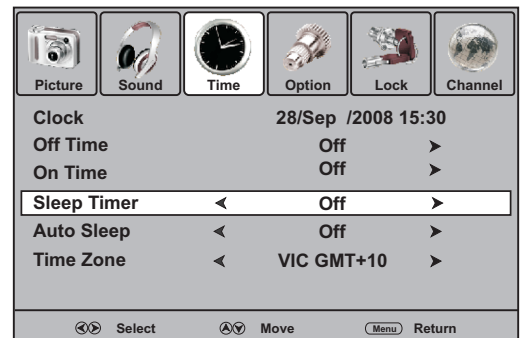 Picture Sound Time Option Lock Channel
Clock 28/Sep /2008 15:30
Off Time Off
On Time Off
Sleep Timer Off
Auto Sleep Off
Time Zone VIC GMT+10
Select Move Menu Return